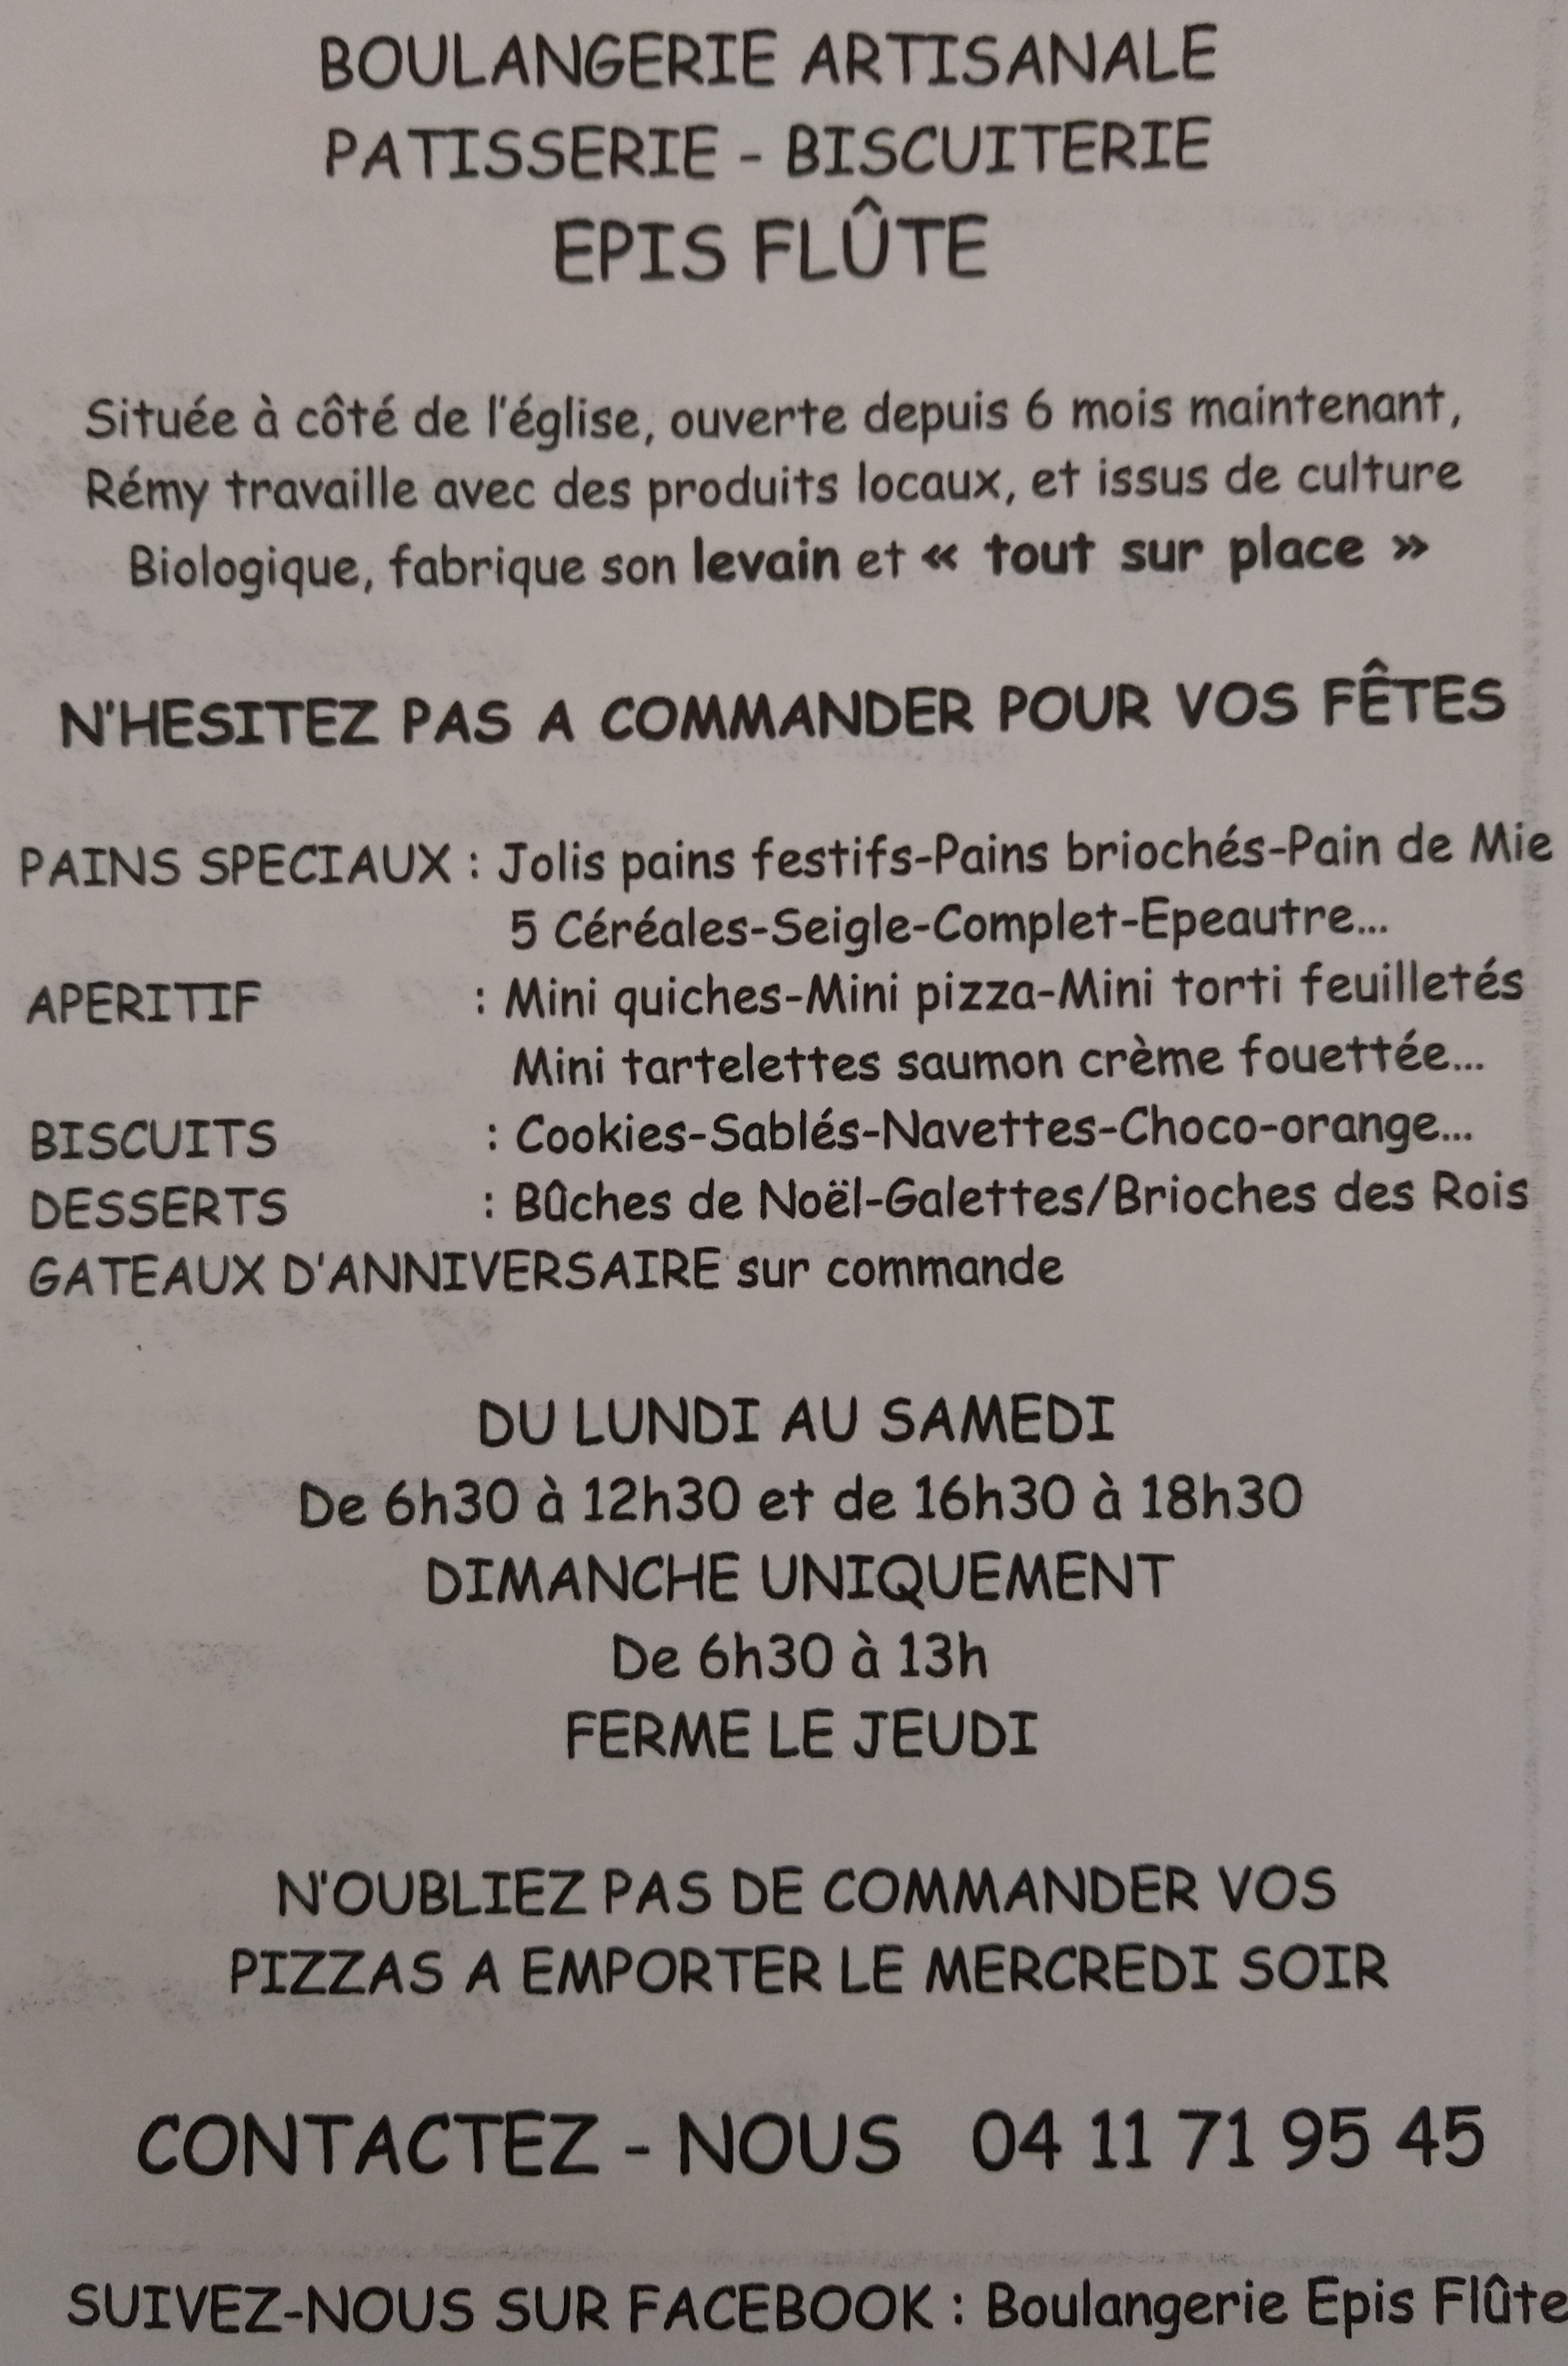 BOULANGERIE ARTISANALE
PATISSERIE - BISCUITERIE
EPIS FLÛTE
Située à côté de l'église, ouverte depuis 6 mois maintenant,
Rémy travaille avec des produits locaux, et issus de culture
Biologique, fabrique son levain et « tout sur place »
N'HESITEZ PAS A COMMANDER POUR VOS FÊTES
PAINS SPECIAUX : Jolis pains festifs-Pains briochés-Pain de Mie
5 Céréales-Seigle-Complet-Epeautre...
APERITIF : Mini quiches-Mini pizza-Mini torti feuilletés
Mini tartelettes saumon crème fouettée...
BISCUITS : Cookies-Sablés-Navettes-Choco-orange...
DESSERTS : Bûches de Noël-Galettes/Brioches des Rois
GATEAUX D'ANNIVERSAIRE sur commande
DU LUNDI AU SAMEDI
De 6h30 à 12h30 et de 16h30 à 18h30
DIMANCHE UNIQUEMENT
De 6h30 à 13h
FERME LE JEUDI
N'OUBLIEZ PAS DE COMMANDER VOS
PIZZAS A EMPORTER LE MERCREDI SOIR
CONTACTEZ - NOUS 04 11 71 95 45
SUIVEZ-NOUS SUR FACEBOOK : Boulangerie Epis Flûte